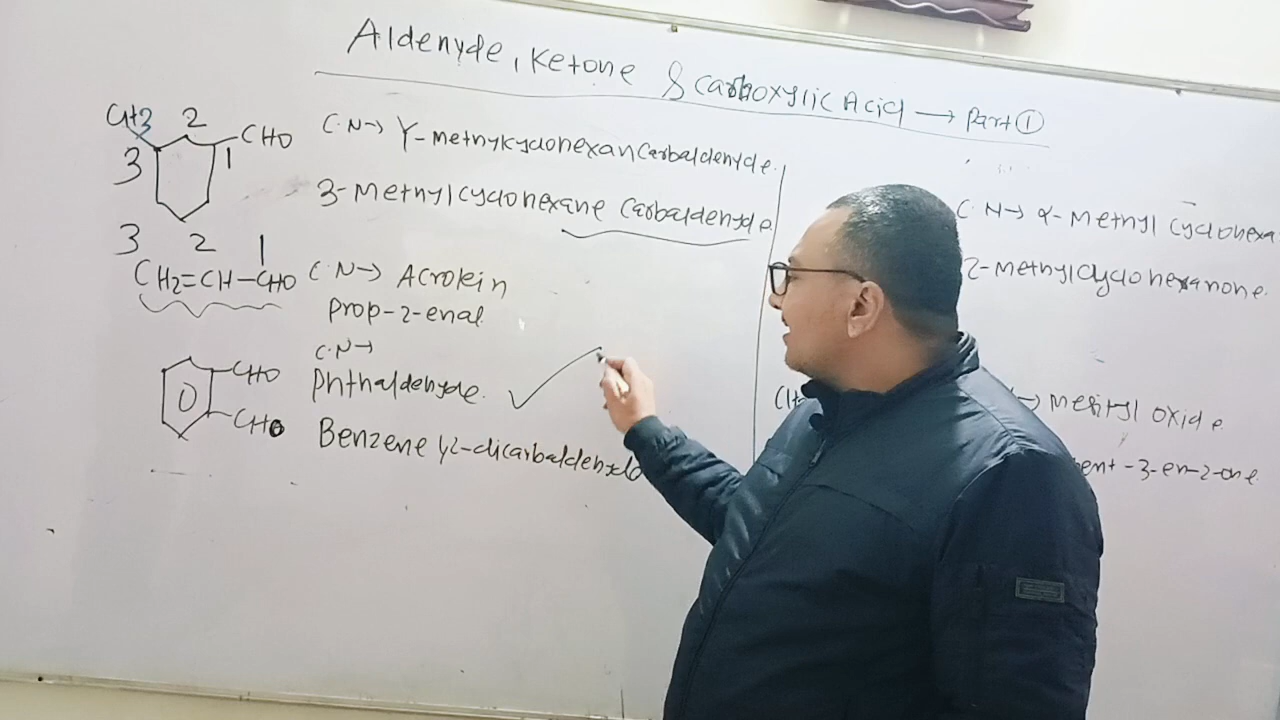 Aldehyde, Ketone & Carboxylic Acid → Part ①
CH3 2 CHO
3 1
C.N→ γ-methylcyclohexancarbaldehyde.
3-methylcyclohexane carbaldehyde
3 2 1
CH2=CH–CHO C.N→ Acrolein
prop-2-enal
C.N→
CHO
CHO
Phthaldehyde.
Benzene 1,2-dicarbaldehyde
C.N→ α-methyl cyclohexa
2-methylcyclohexanone.
mesityl oxide.
pent-3-en-2-one.